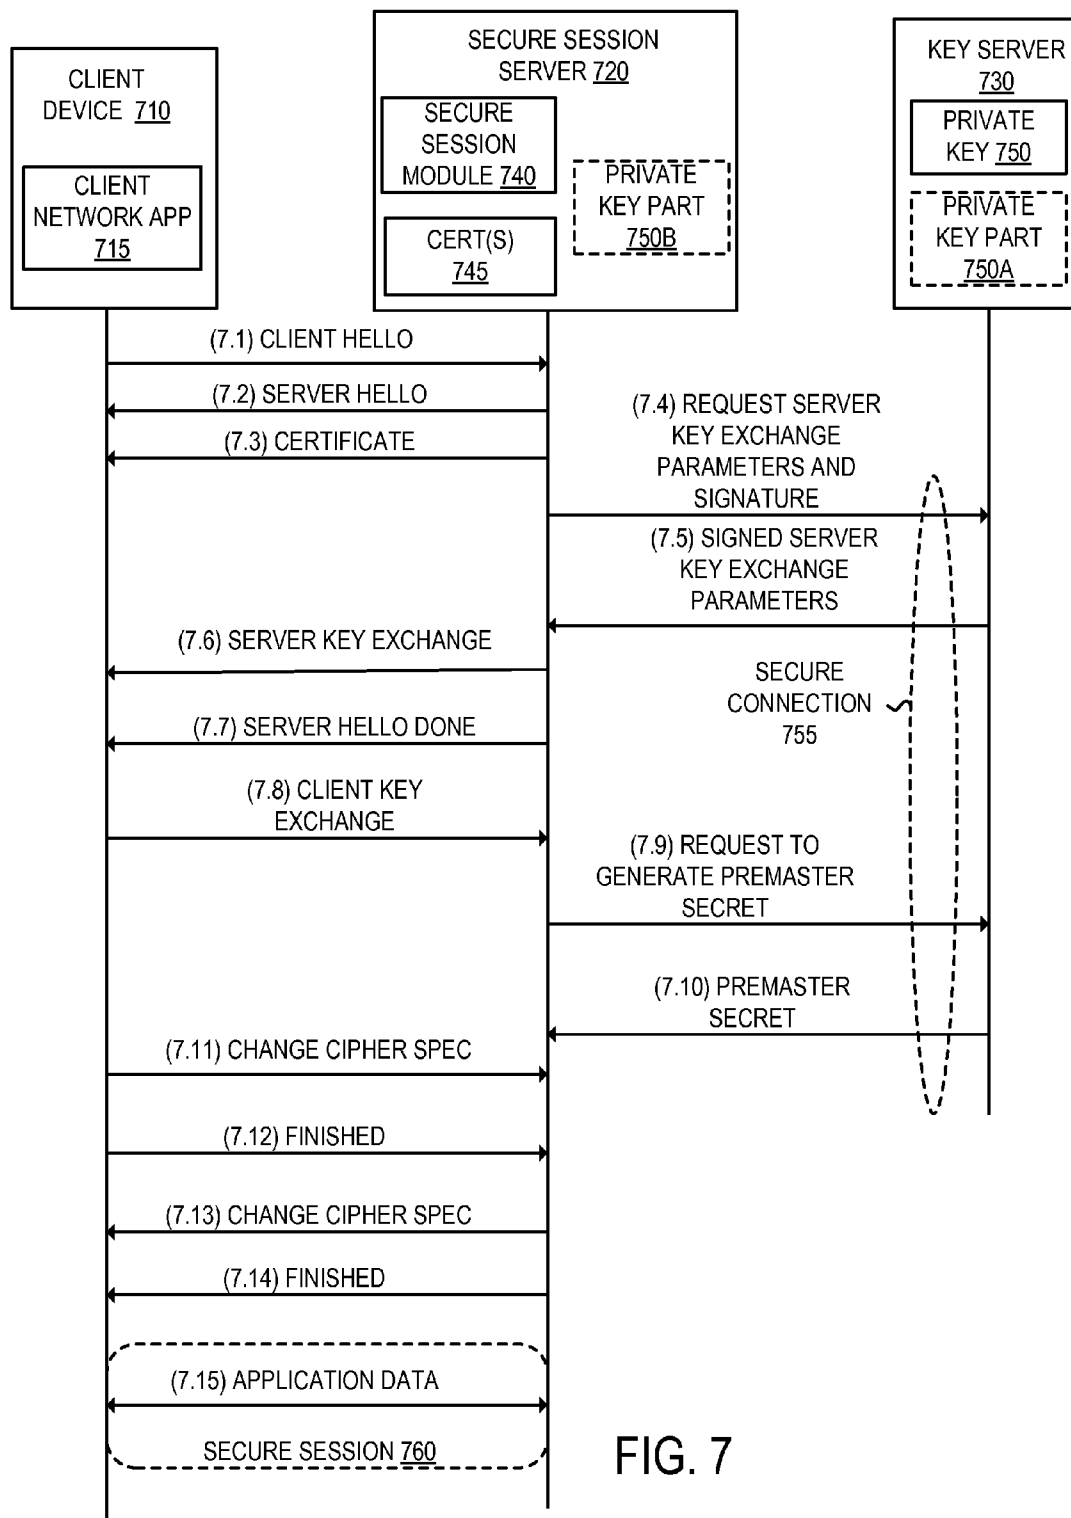 CLIENT
DEVICE 710
CLIENT
NETWORK APP
715
SECURE SESSION
SERVER 720
SECURE
SESSION
MODULE 740
CERT(S)
745
PRIVATE
KEY PART
750B
KEY SERVER
730
PRIVATE
KEY 750
PRIVATE
KEY PART
750A
(7.1) CLIENT HELLO
(7.2) SERVER HELLO
(7.3) CERTIFICATE
(7.4) REQUEST SERVER
KEY EXCHANGE
PARAMETERS AND
SIGNATURE
(7.5) SIGNED SERVER
KEY EXCHANGE
PARAMETERS
(7.6) SERVER KEY EXCHANGE
SECURE
CONNECTION
755
(7.7) SERVER HELLO DONE
(7.8) CLIENT KEY
EXCHANGE
(7.9) REQUEST TO
GENERATE PREMASTER
SECRET
(7.10) PREMASTER
SECRET
(7.11) CHANGE CIPHER SPEC
(7.12) FINISHED
(7.13) CHANGE CIPHER SPEC
(7.14) FINISHED
(7.15) APPLICATION DATA
SECURE SESSION 760
FIG. 7